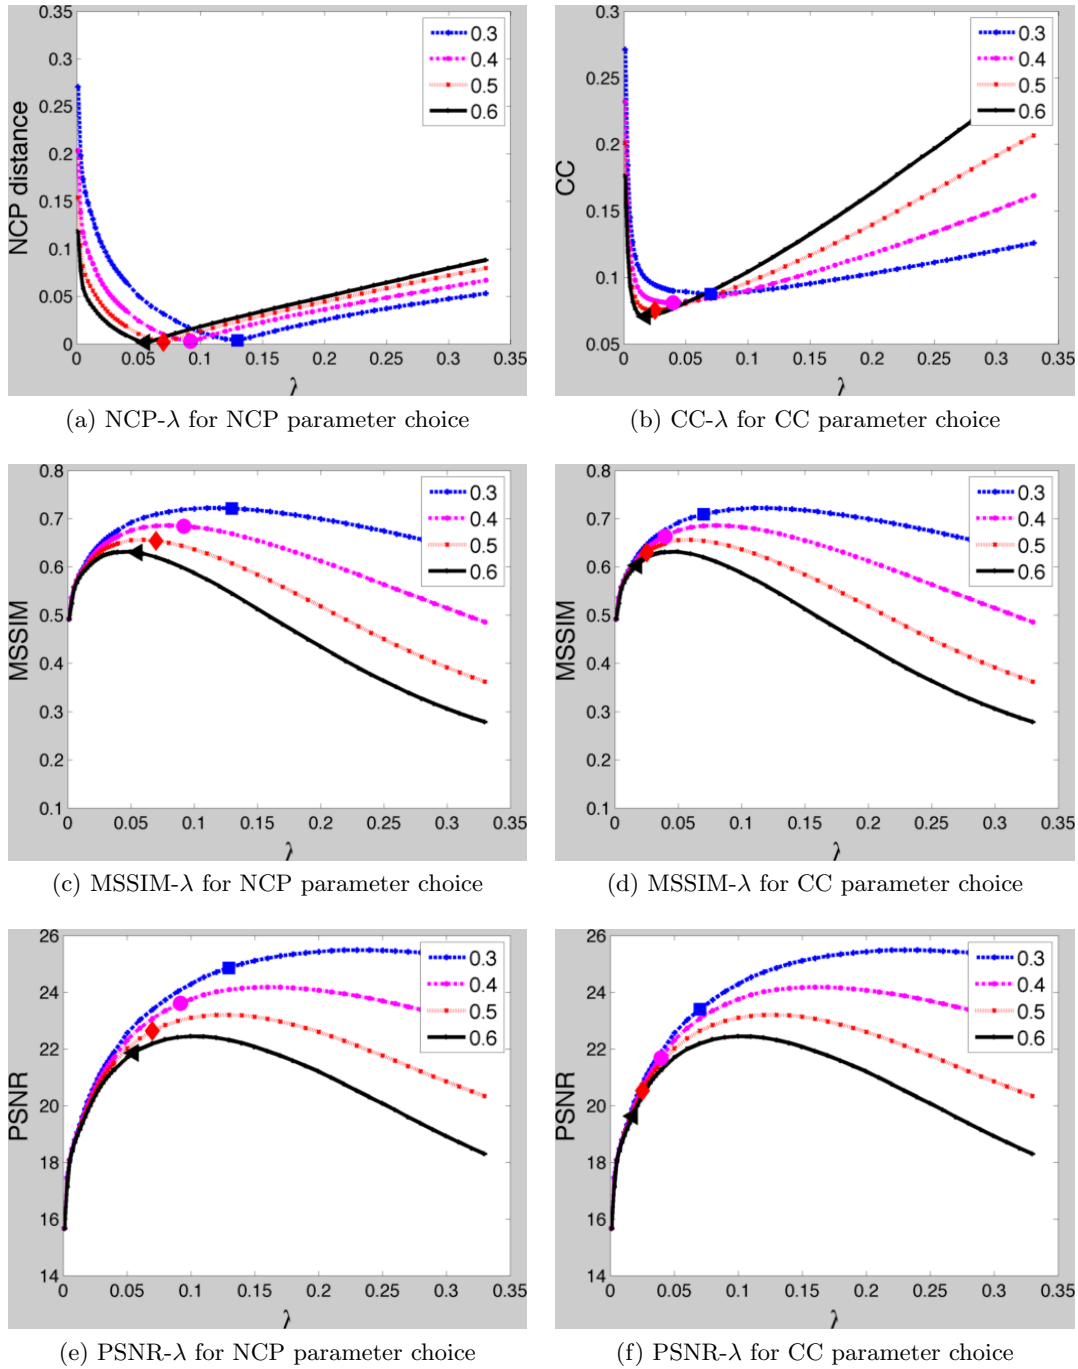 0.35
0.3
0.25
0.2
0.15
0.1
0.05
0
NCP distance
0 0.05 0.1 0.15 0.2 0.25 0.3 0.35
λ
0.3
0.4
0.5
0.6
(a) NCP-λ for NCP parameter choice
0.3
0.25
0.2
0.15
0.1
0.05
CC
0 0.05 0.1 0.15 0.2 0.25 0.3 0.35
λ
0.3
0.4
0.5
0.6
(b) CC-λ for CC parameter choice
0.8
0.7
0.6
0.5
0.4
0.3
0.2
0.1
MSSIM
0 0.05 0.1 0.15 0.2 0.25 0.3 0.35
λ
0.3
0.4
0.5
0.6
(c) MSSIM-λ for NCP parameter choice
0.8
0.7
0.6
0.5
0.4
0.3
0.2
0.1
MSSIM
0 0.05 0.1 0.15 0.2 0.25 0.3 0.35
λ
0.3
0.4
0.5
0.6
(d) MSSIM-λ for CC parameter choice
26
24
22
20
18
16
14
PSNR
0 0.05 0.1 0.15 0.2 0.25 0.3 0.35
λ
0.3
0.4
0.5
0.6
(e) PSNR-λ for NCP parameter choice
26
24
22
20
18
16
14
PSNR
0 0.05 0.1 0.15 0.2 0.25 0.3 0.35
λ
0.3
0.4
0.5
0.6
(f) PSNR-λ for CC parameter choice